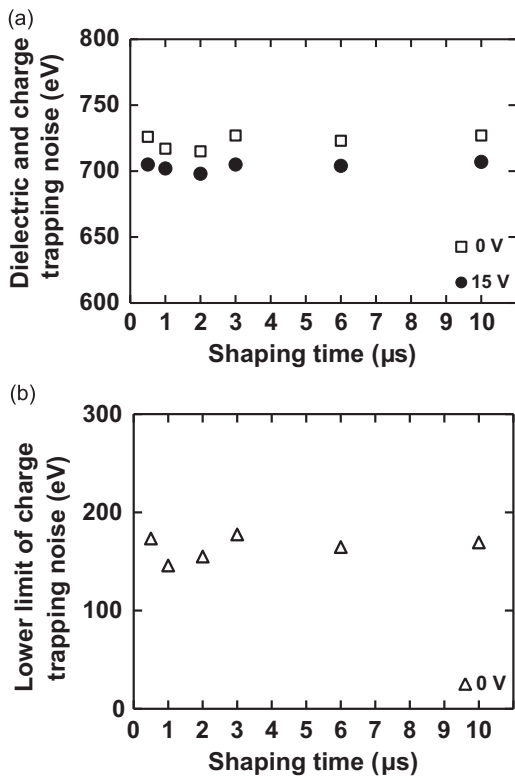 (a)
800
750
700
650
600
Dielectric and charge
trapping noise (eV)
0 V
15 V
0 1 2 3 4 5 6 7 8 9 10
Shaping time (µs)
(b)
300
200
100
0
Lower limit of charge
trapping noise (eV)
0 V
0 1 2 3 4 5 6 7 8 9 10
Shaping time (µs)